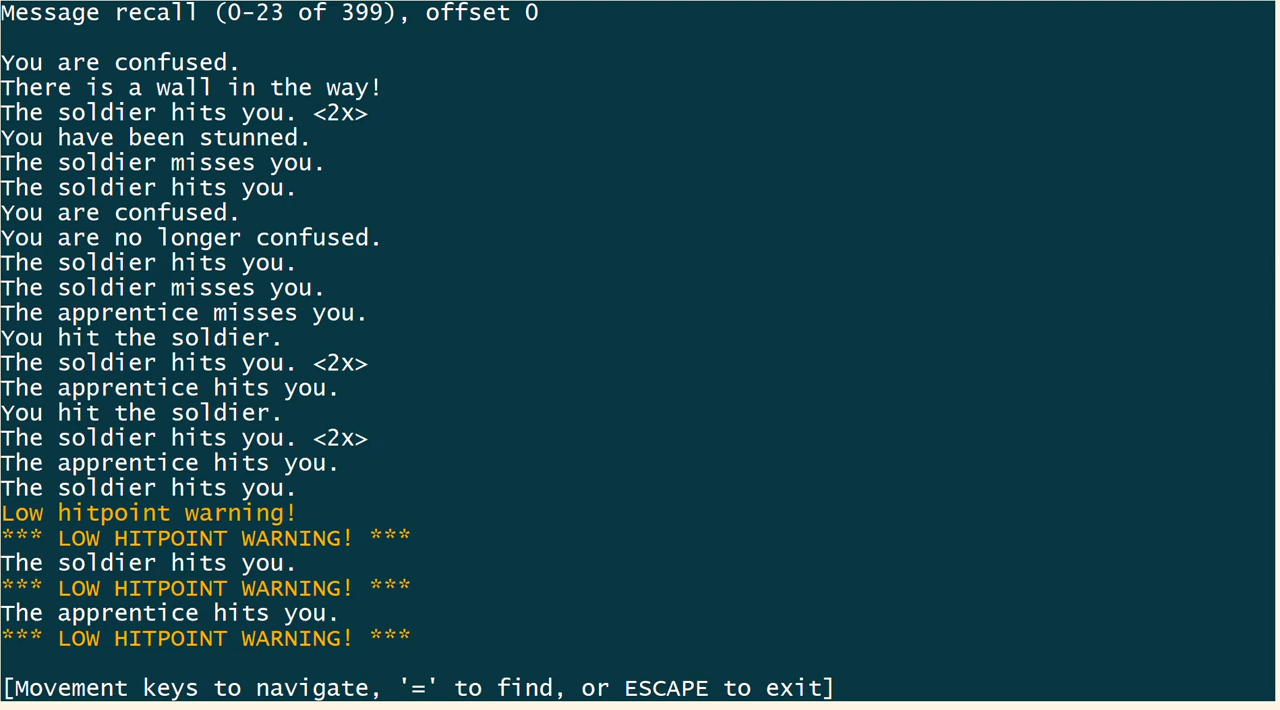 Message recall (0-23 of 399), offset 0
You are confused.
There is a wall in the way!
The soldier hits you. <2x>
You have been stunned.
The soldier misses you.
The soldier hits you.
You are confused.
You are no longer confused.
The soldier hits you.
The soldier misses you.
The apprentice misses you.
You hit the soldier.
The soldier hits you. <2x>
The apprentice hits you.
You hit the soldier.
The soldier hits you. <2x>
The apprentice hits you.
The soldier hits you.
Low hitpoint warning!
*** LOW HITPOINT WARNING! ***
The soldier hits you.
*** LOW HITPOINT WARNING! ***
The apprentice hits you.
*** LOW HITPOINT WARNING! ***
[Movement keys to navigate, '=' to find, or ESCAPE to exit]